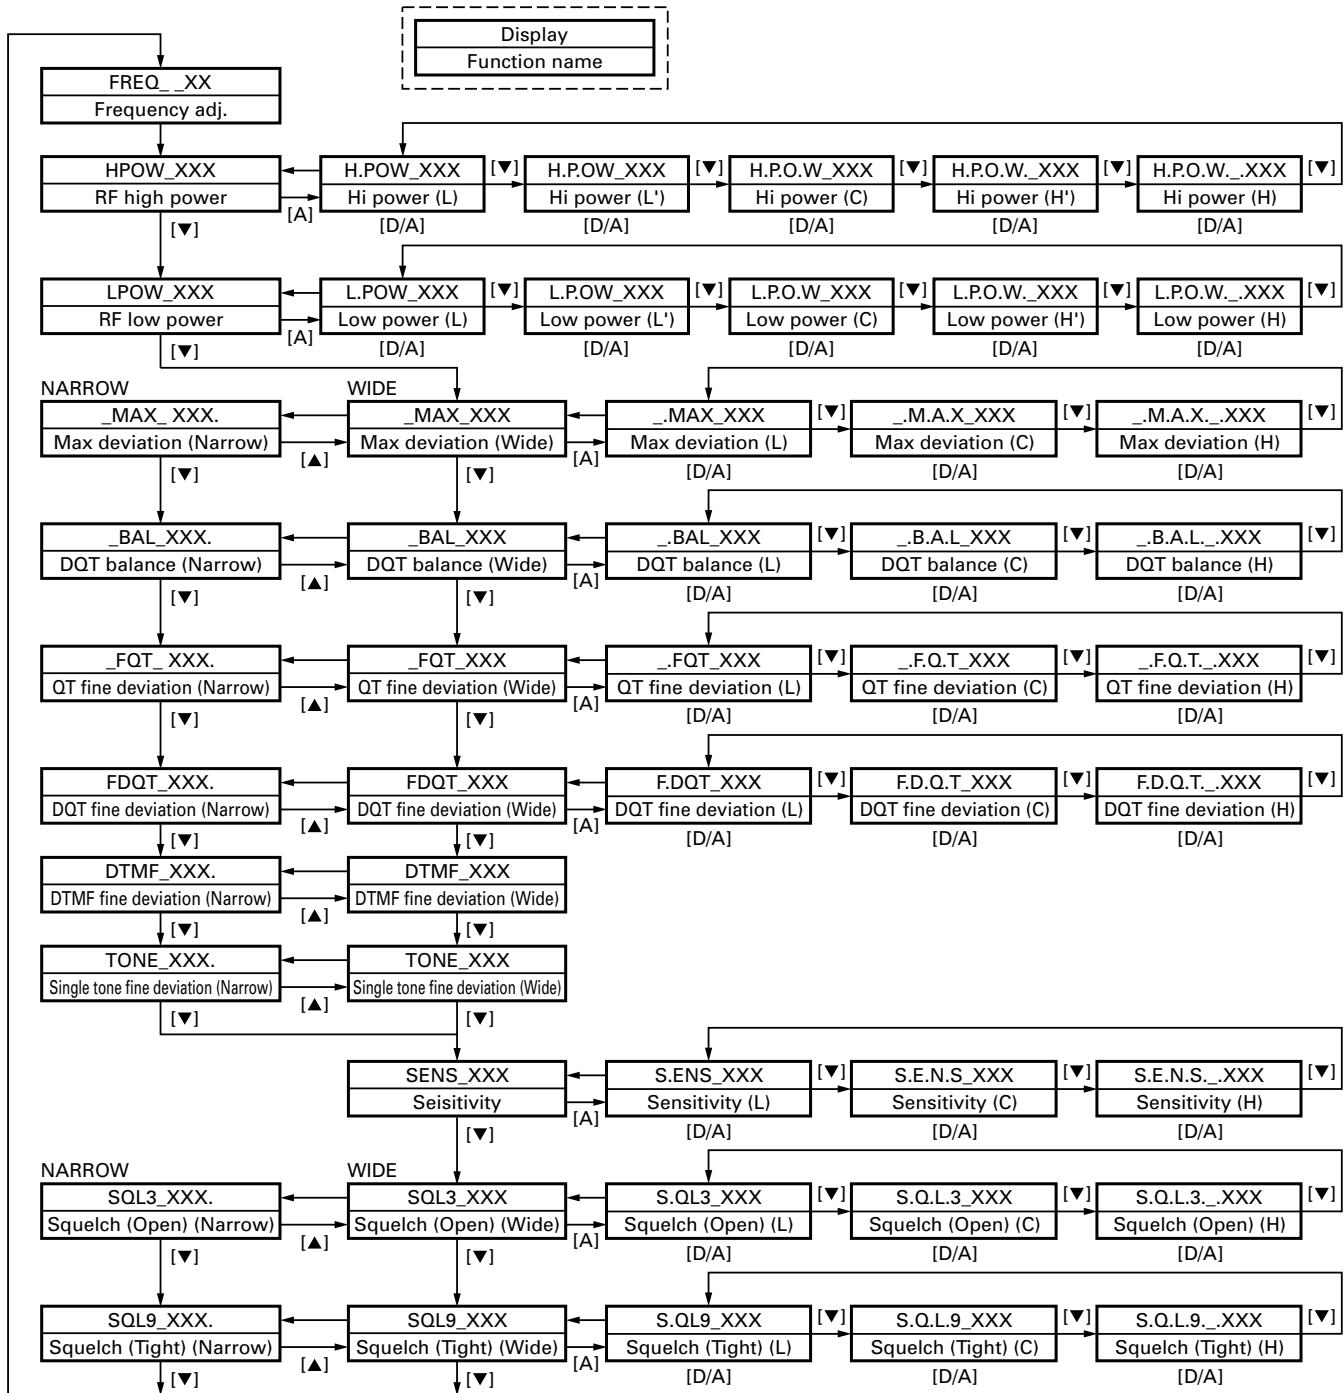 Display
Function name
FREQ_ _XX
Frequency adj.
HPOW_XXX
RF high power
[▼]
[A]
H.POW_XXX
Hi power (L)
[D/A]
[▼]
H.P.OW_XXX
Hi power (L')
[D/A]
[▼]
H.P.O.W_XXX
Hi power (C)
[D/A]
[▼]
H.P.O.W._XXX
Hi power (H')
[D/A]
[▼]
H.P.O.W._.XXX
Hi power (H)
[D/A]
[▼]
LPOW_XXX
RF low power
[▼]
[A]
L.POW_XXX
Low power (L)
[D/A]
[▼]
L.P.OW_XXX
Low power (L')
[D/A]
[▼]
L.P.O.W_XXX
Low power (C)
[D/A]
[▼]
L.P.O.W._XXX
Low power (H')
[D/A]
[▼]
L.P.O.W._.XXX
Low power (H)
[D/A]
[▼]
NARROW
WIDE
_MAX_ XXX.
Max deviation (Narrow)
[▼]
[▲]
_MAX_XXX
Max deviation (Wide)
[▼]
[A]
_.MAX_XXX
Max deviation (L)
[D/A]
[▼]
_.M.A.X_XXX
Max deviation (C)
[D/A]
[▼]
_.M.A.X._.XXX
Max deviation (H)
[D/A]
[▼]
_BAL_XXX.
DQT balance (Narrow)
[▼]
[▲]
_BAL_XXX
DQT balance (Wide)
[▼]
[A]
_.BAL_XXX
DQT balance (L)
[D/A]
[▼]
_.B.A.L_XXX
DQT balance (C)
[D/A]
[▼]
_.B.A.L._.XXX
DQT balance (H)
[D/A]
[▼]
_FQT_ XXX.
QT fine deviation (Narrow)
[▼]
[▲]
_FQT_XXX
QT fine deviation (Wide)
[▼]
[A]
_.FQT_XXX
QT fine deviation (L)
[D/A]
[▼]
_.F.Q.T_XXX
QT fine deviation (C)
[D/A]
[▼]
_.F.Q.T._.XXX
QT fine deviation (H)
[D/A]
[▼]
FDQT_XXX.
DQT fine deviation (Narrow)
[▼]
[▲]
FDQT_XXX
DQT fine deviation (Wide)
[▼]
[A]
F.DQT_XXX
DQT fine deviation (L)
[D/A]
[▼]
F.D.Q.T_XXX
DQT fine deviation (C)
[D/A]
[▼]
F.D.Q.T._.XXX
DQT fine deviation (H)
[D/A]
[▼]
DTMF_XXX.
DTMF fine deviation (Narrow)
[▼]
[▲]
DTMF_XXX
DTMF fine deviation (Wide)
[▼]
TONE_XXX.
Single tone fine deviation (Narrow)
[▼]
[▲]
TONE_XXX
Single tone fine deviation (Wide)
[▼]
SENS_XXX
Seisitivity
[▼]
[A]
S.ENS_XXX
Sensitivity (L)
[D/A]
[▼]
S.E.N.S_XXX
Sensitivity (C)
[D/A]
[▼]
S.E.N.S._.XXX
Sensitivity (H)
[D/A]
[▼]
NARROW
WIDE
SQL3_XXX.
Squelch (Open) (Narrow)
[▼]
[▲]
SQL3_XXX
Squelch (Open) (Wide)
[▼]
[A]
S.QL3_XXX
Squelch (Open) (L)
[D/A]
[▼]
S.Q.L.3_XXX
Squelch (Open) (C)
[D/A]
[▼]
S.Q.L.3._.XXX
Squelch (Open) (H)
[D/A]
[▼]
SQL9_XXX.
Squelch (Tight) (Narrow)
[▼]
[▲]
SQL9_XXX
Squelch (Tight) (Wide)
[▼]
[A]
S.QL9_XXX
Squelch (Tight) (L)
[D/A]
[▼]
S.Q.L.9_XXX
Squelch (Tight) (C)
[D/A]
[▼]
S.Q.L.9._.XXX
Squelch (Tight) (H)
[D/A]
[▼]